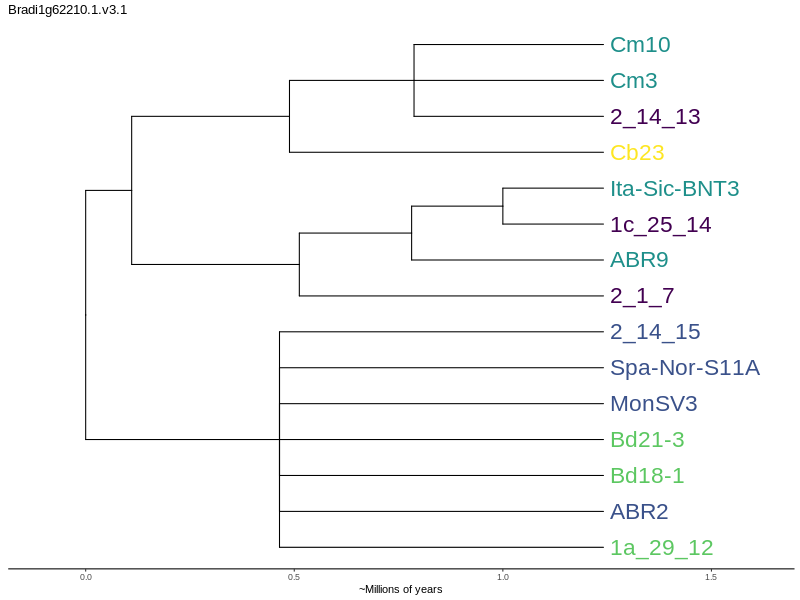 Bradi1g62210.1.v3.1
Cm10
Cm3
2_14_13
Cb23
Ita-Sic-BNT3
1c_25_14
ABR9
2_1_7
2_14_15
Spa-Nor-S11A
MonSV3
Bd21-3
Bd18-1
ABR2
1a_29_12
0.0 0.5 1.0 1.5
~Millions of years